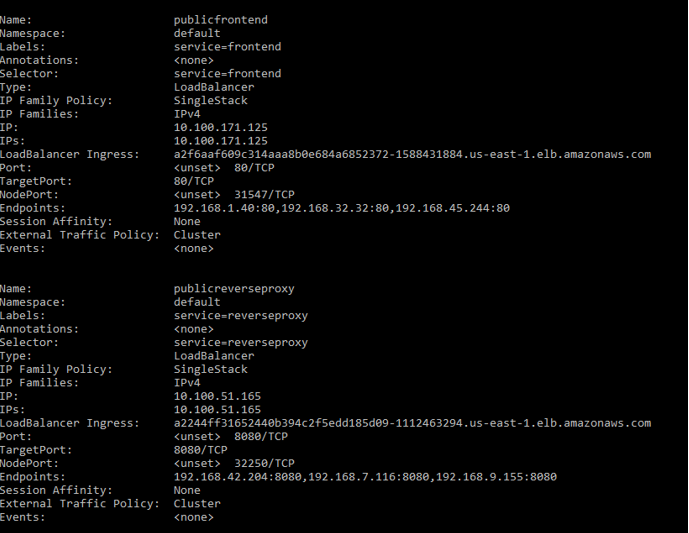 Name: publicfrontend
Namespace: default
Labels: service=frontend
Annotations: <none>
Selector: service=frontend
Type: LoadBalancer
IP Family Policy: SingleStack
IP Families: IPv4
IP: 10.100.171.125
IPs: 10.100.171.125
LoadBalancer Ingress: a2f6aaf609c314aaa8b0e684a6852372-1588431884.us-east-1.elb.amazonaws.com
Port: <unset> 80/TCP
TargetPort: 80/TCP
NodePort: <unset> 31547/TCP
Endpoints: 192.168.1.40:80,192.168.32.32:80,192.168.45.244:80
Session Affinity: None
External Traffic Policy: Cluster
Events: <none>
Name: publicreverseproxy
Namespace: default
Labels: service=reverseproxy
Annotations: <none>
Selector: service=reverseproxy
Type: LoadBalancer
IP Family Policy: SingleStack
IP Families: IPv4
IP: 10.100.51.165
IPs: 10.100.51.165
LoadBalancer Ingress: a2244ff31652440b394c2f5edd185d09-1112463294.us-east-1.elb.amazonaws.com
Port: <unset> 8080/TCP
TargetPort: 8080/TCP
NodePort: <unset> 32250/TCP
Endpoints: 192.168.42.204:8080,192.168.7.116:8080,192.168.9.155:8080
Session Affinity: None
External Traffic Policy: Cluster
Events: <none>